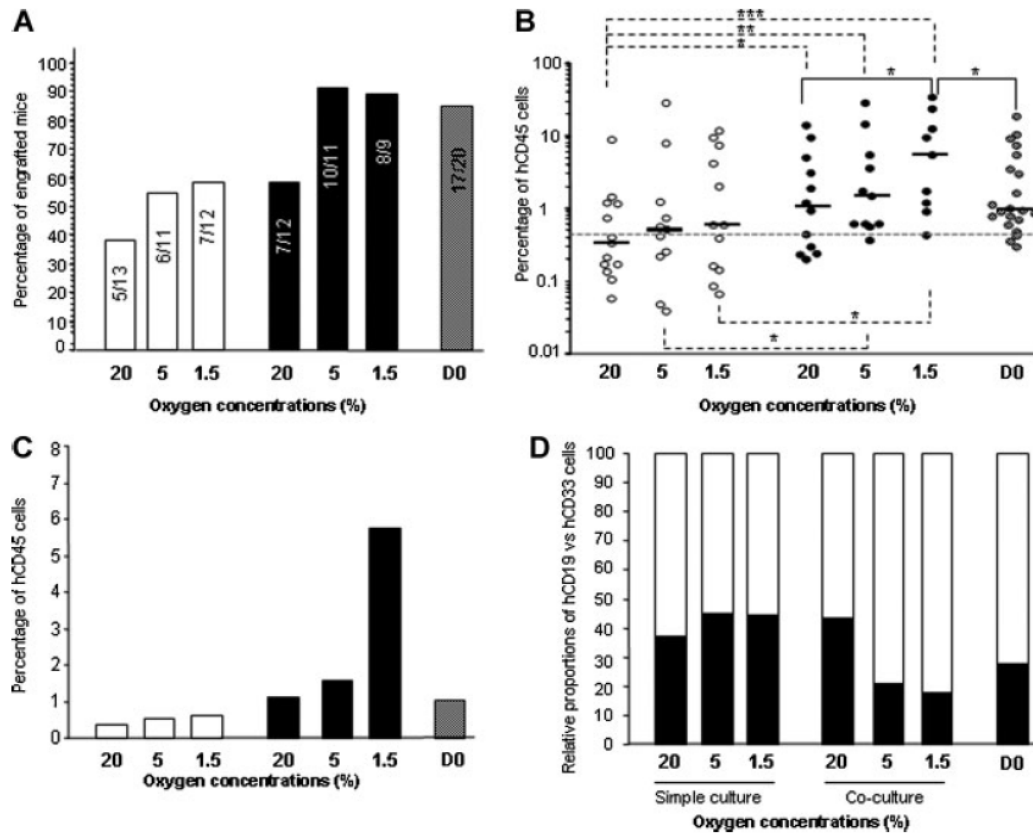 A
Percentage of engrafted mice
100
90
80
70
60
50
40
30
20
10
0
5/13
6/11
7/12
7/12
10/11
8/9
17/20
20 5 1.5 20 5 1.5 D0
Oxygen concentrations (%)
B
Percentage of hCD45 cells
***
**
*
* *
100
10
1
0.1
0.01
*
*
20 5 1.5 20 5 1.5 D0
Oxygen concentrations (%)
C
Percentage of hCD45 cells
8
7
6
5
4
3
2
1
0
20 5 1.5 20 5 1.5 D0
Oxygen concentrations (%)
D
Relative proportions of hCD19 vs hCD33 cells
100
90
80
70
60
50
40
30
20
10
0
20 5 1.5 20 5 1.5 D0
Simple culture Co-culture
Oxygen concentrations (%)